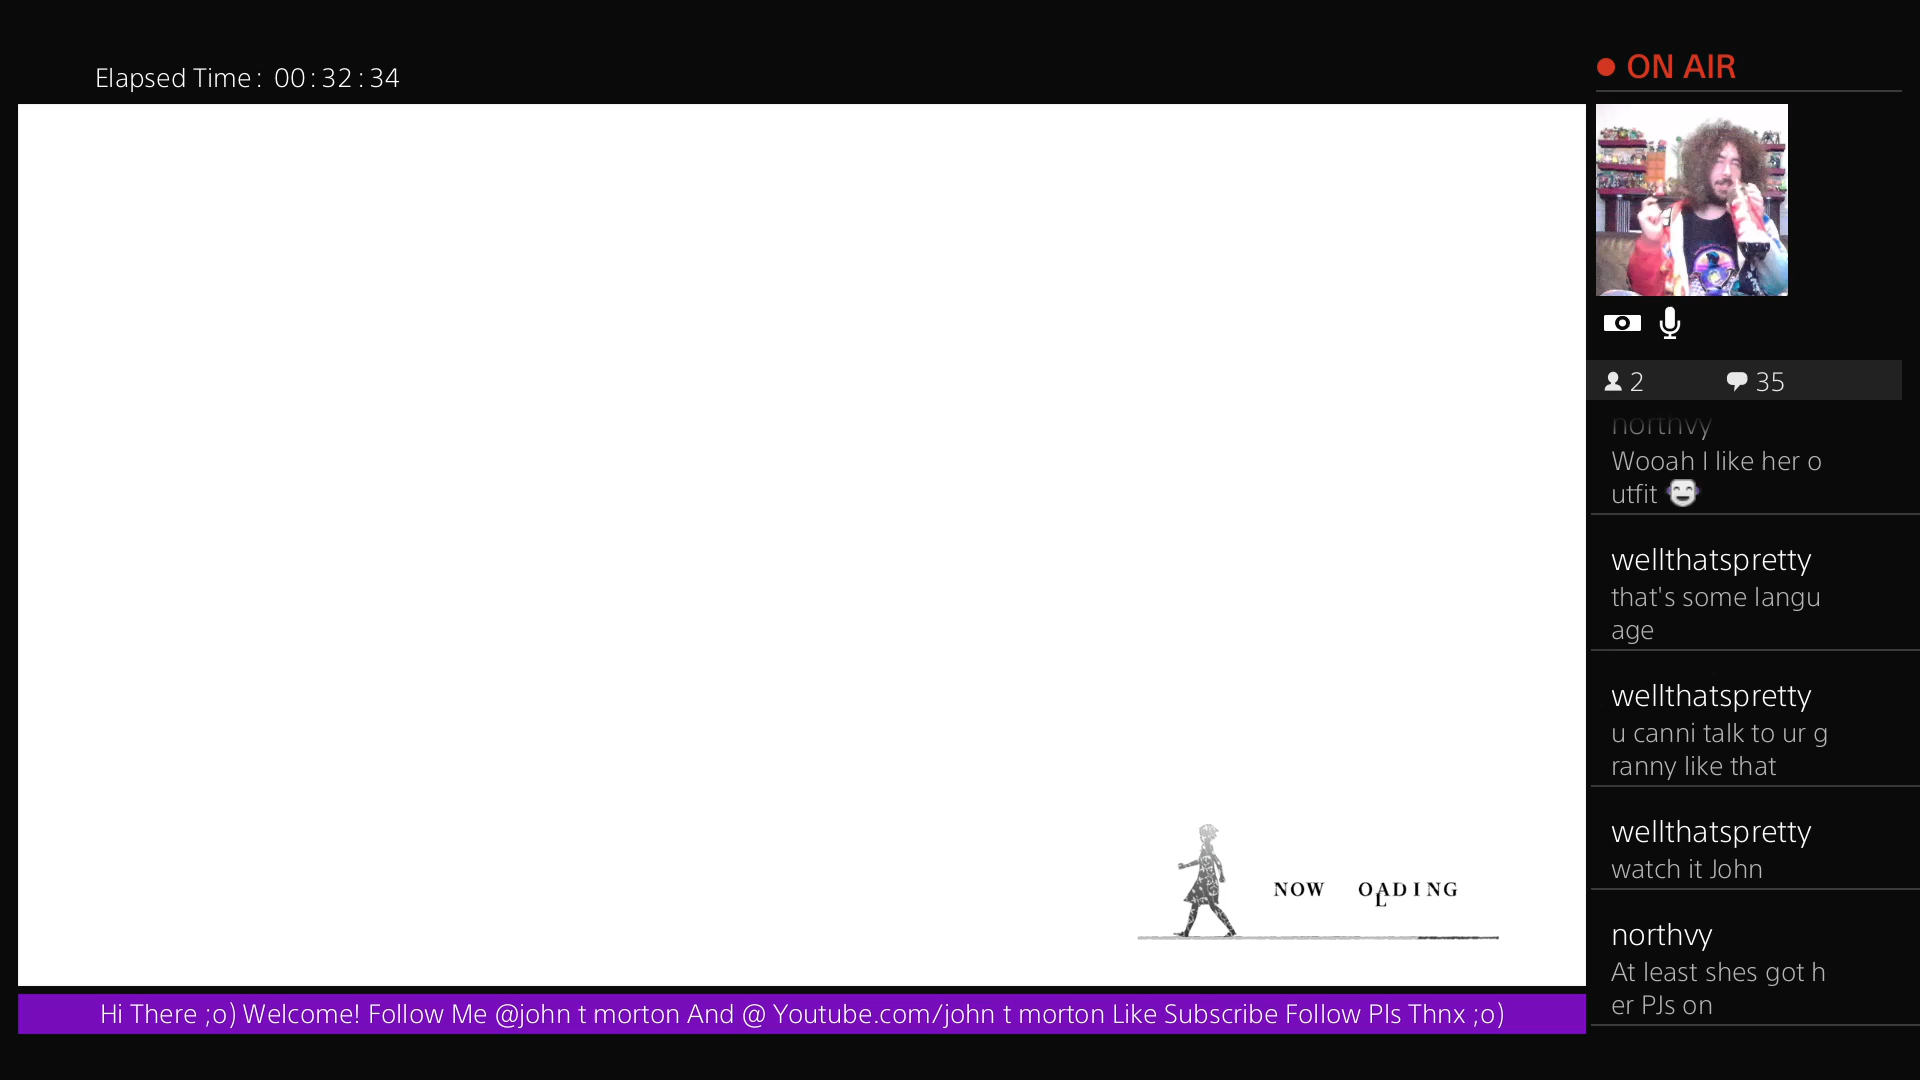 Elapsed Time: 00:32:34
ON AIR
2 35
northvy
Wooah I like her o
utfit
wellthatspretty
that's some langu
age
wellthatspretty
u canni talk to ur g
ranny like that
wellthatspretty
watch it John
northvy
At least shes got h
er PJs on
NOW LOADING
Hi There ;o) Welcome! Follow Me @john t morton And @ Youtube.com/john t morton Like Subscribe Follow Pls Thnx ;o)